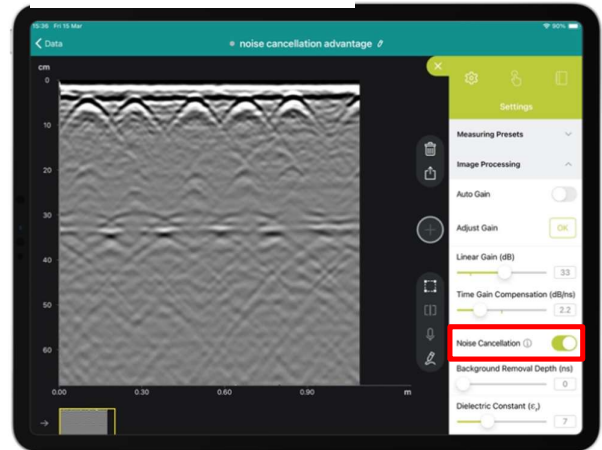 15:36 Fri 15 Mar
90%
Data
noise cancellation advantage
cm
0
10
20
30
40
50
60
0.00 0.30 0.60 0.90 m
Settings
Measuring Presets
Image Processing
Auto Gain
Adjust Gain OK
Linear Gain (dB)
33
Time Gain Compensation (dB/ns)
2.2
Noise Cancellation
Background Removal Depth (ns)
0
Dielectric Constant (εr)
7